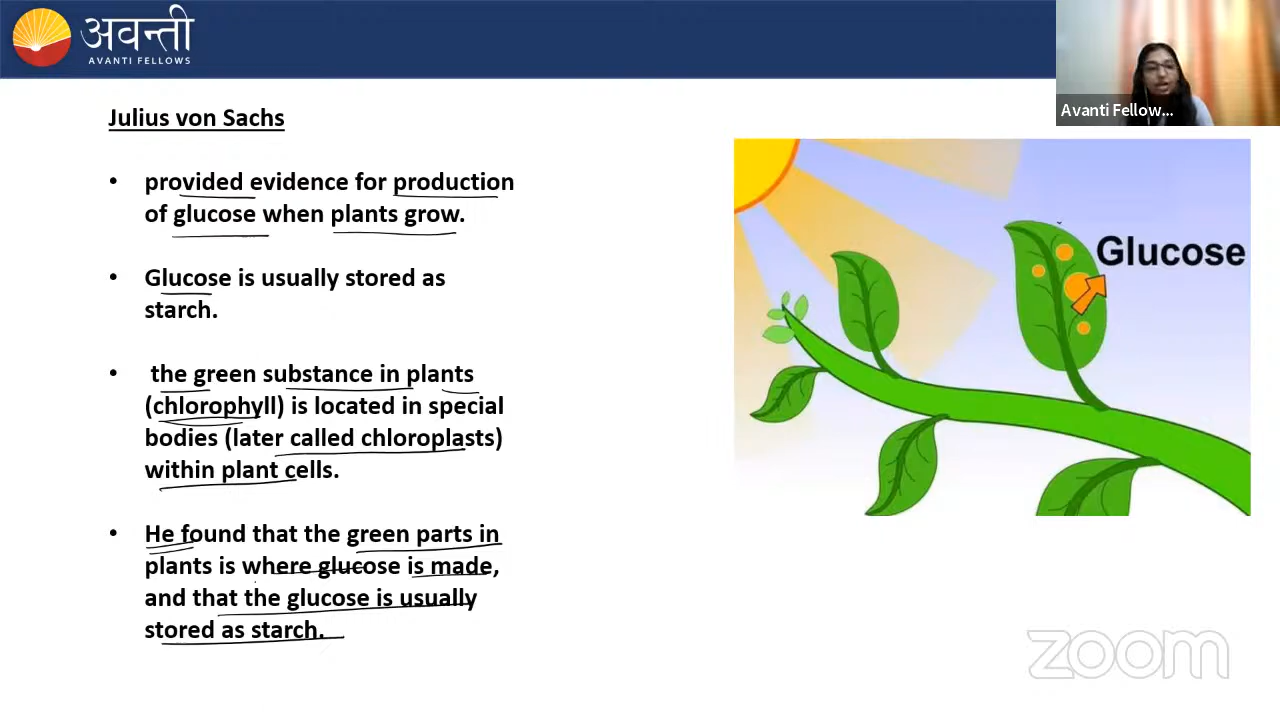 अवन्ती
AVANTI FELLOWS
Avanti Fellow...
Julius von Sachs
• provided evidence for production
of glucose when plants grow.
• Glucose is usually stored as
starch.
• the green substance in plants
(chlorophyll) is located in special
bodies (later called chloroplasts)
within plant cells.
• He found that the green parts in
plants is where glucose is made,
and that the glucose is usually
stored as starch.
Glucose
zoom